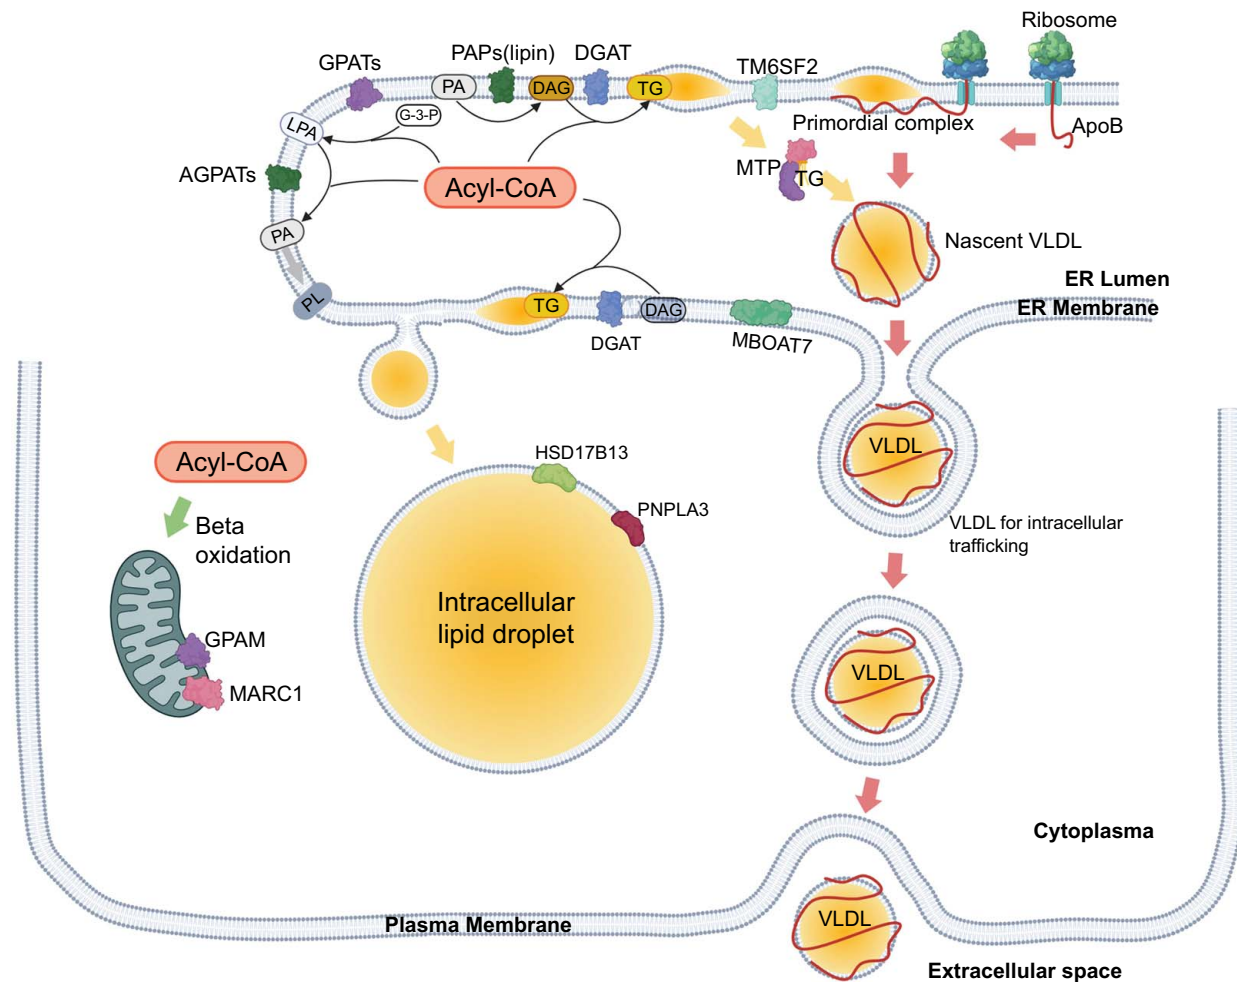 Ribosome
PAPs(lipin)
DGAT
GPATs
TM6SF2
PA
DAG
TG
G-3-P
LPA
Primordial complex
ApoB
MTP
TG
AGPATs
Acyl-CoA
PA
Nascent VLDL
ER Lumen
ER Membrane
PL
TG
DAG
DGAT
MBOAT7
VLDL
HSD17B13
Acyl-CoA
PNPLA3
VLDL for intracellular
trafficking
Beta
oxidation
Intracellular
lipid droplet
GPAM
MARC1
VLDL
Cytoplasma
Plasma Membrane
VLDL
Extracellular space